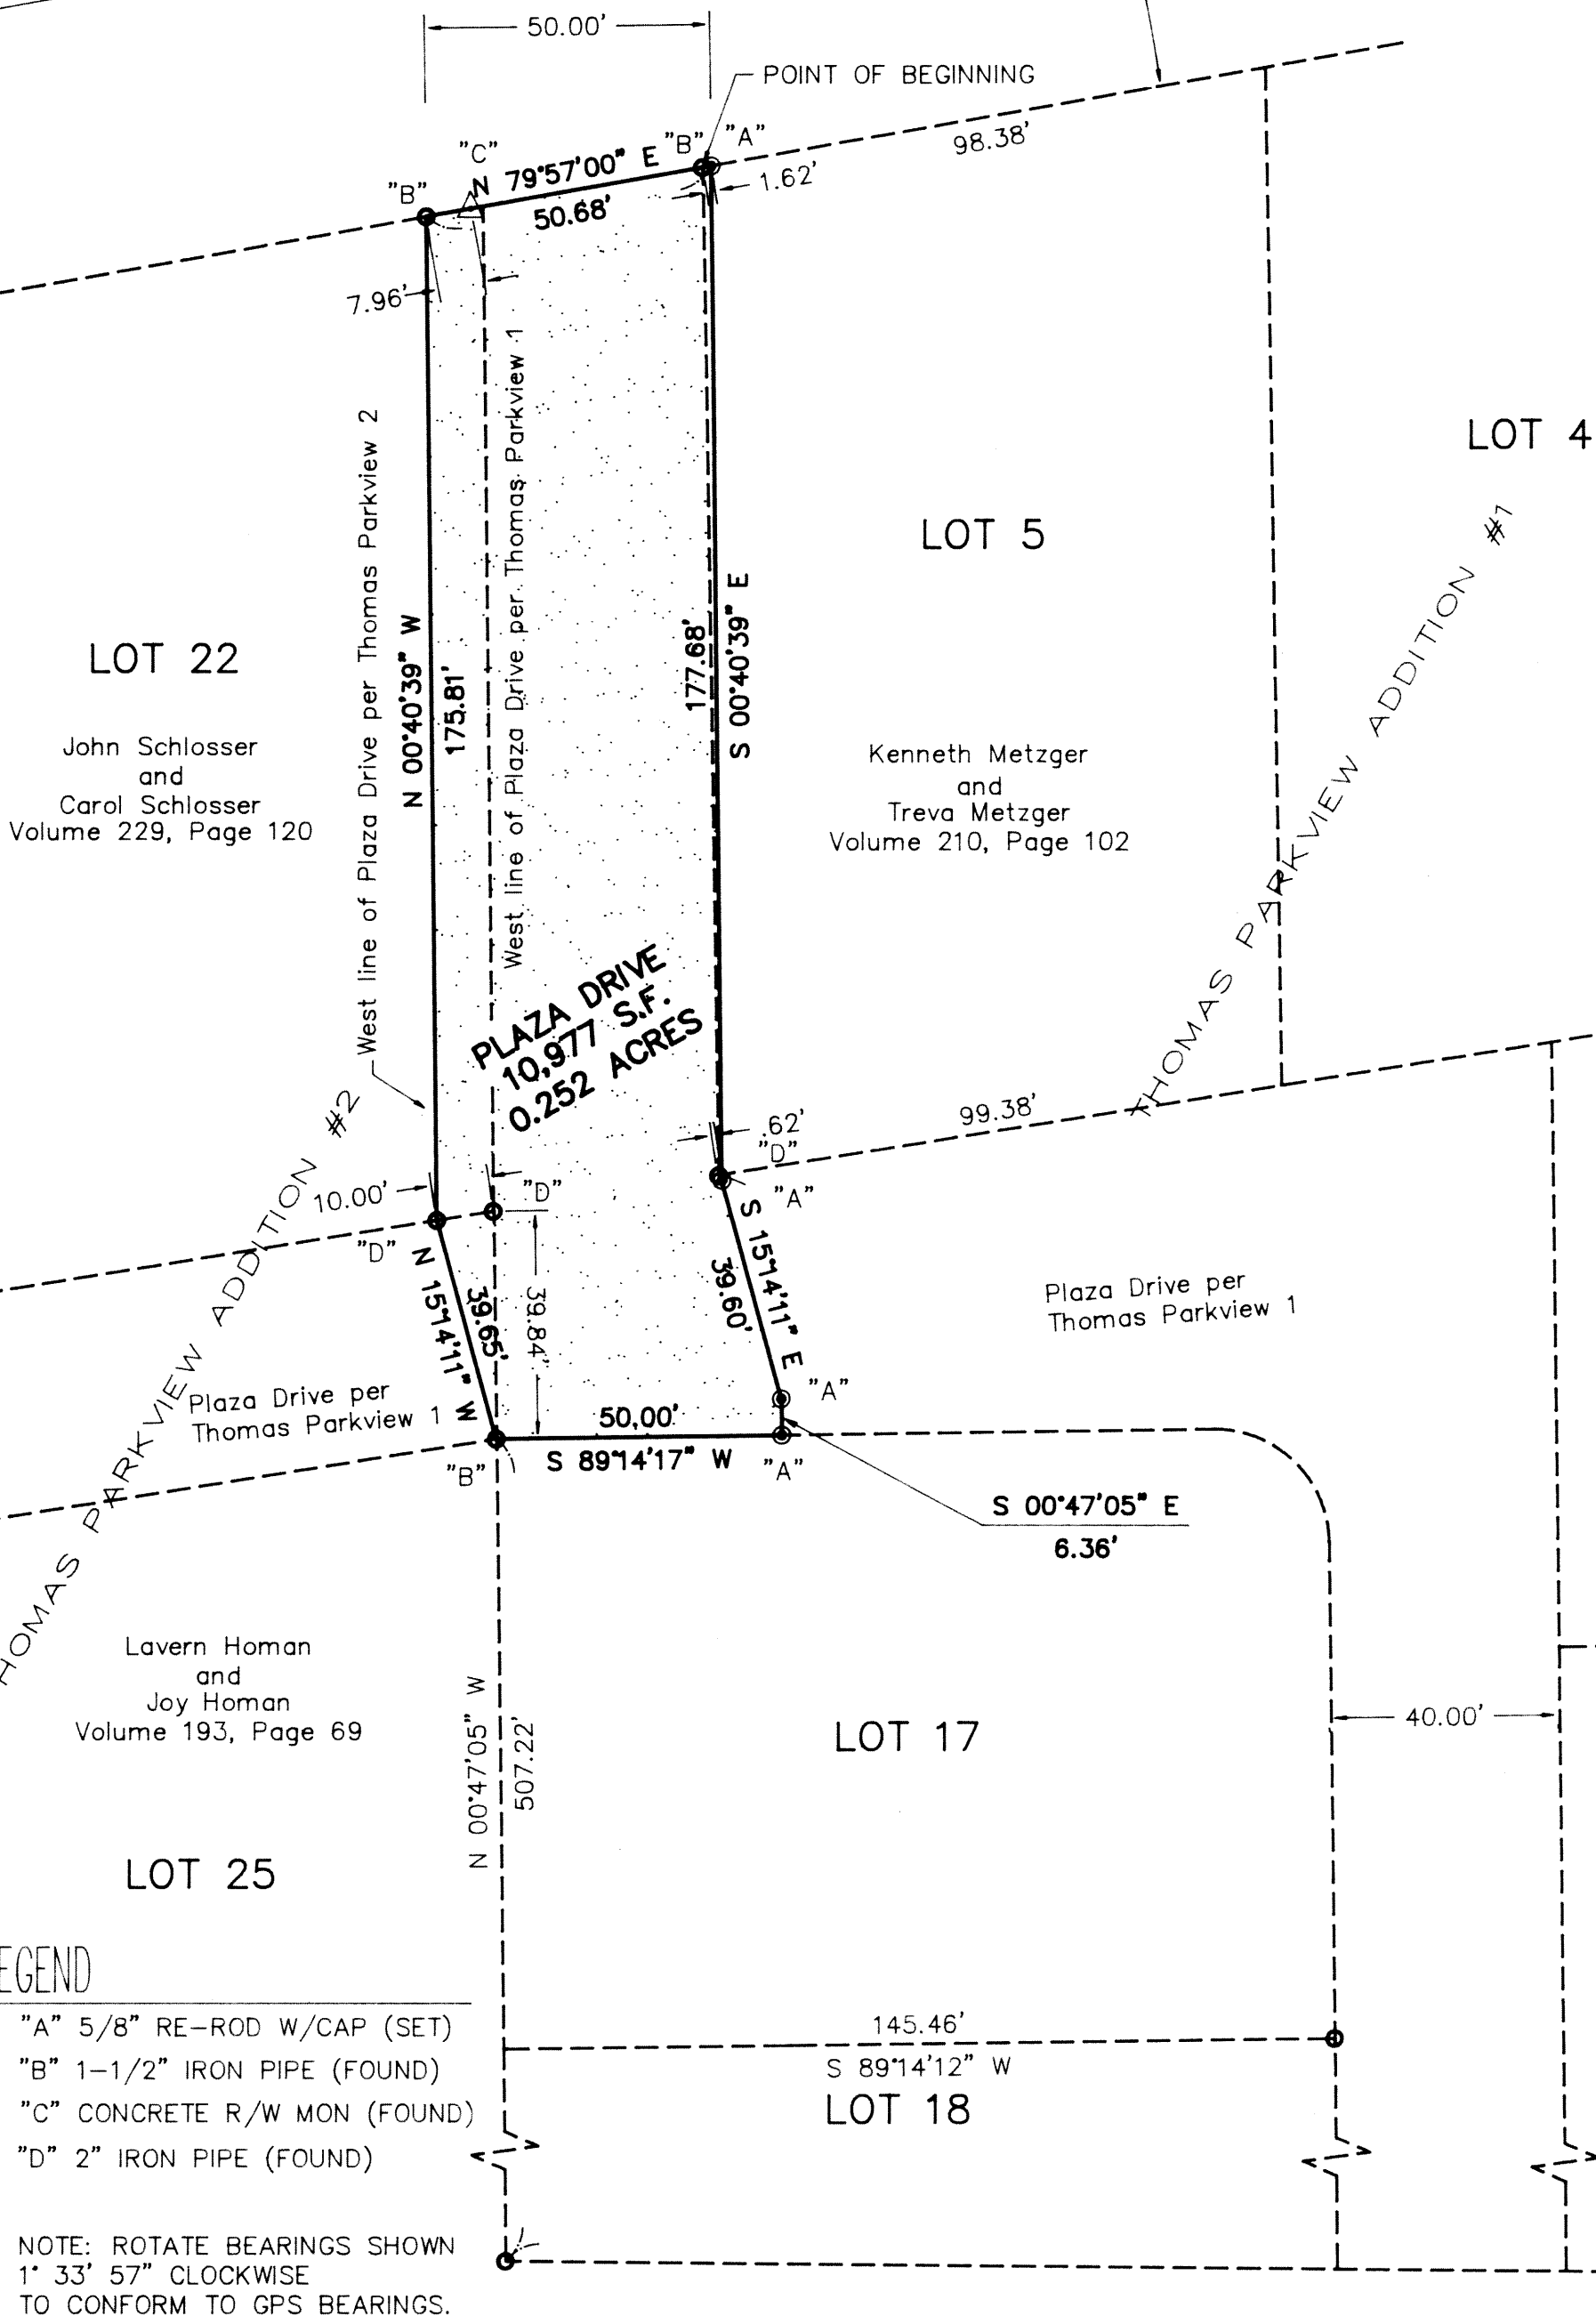 50.00'
POINT OF BEGINNING
"C"
"B"
"A"
98.38'
1.62'
"B"
N 79°57'00" E
50.68'
7.96'
LOT 4
LOT 5
THOMAS PARKVIEW ADDITION #1
West line of Plaza Drive per Thomas Parkview 2
West line of Plaza Drive per Thomas Parkview 1
N 00°40'39" W
175.81'
177.68'
S 00°40'39" E
LOT 22
John Schlosser
and
Carol Schlosser
Volume 229, Page 120
Kenneth Metzger
and
Treva Metzger
Volume 210, Page 102
PLAZA DRIVE
10,977 S.F.
0.252 ACRES
.62'
"D"
99.38'
"A"
10.00'
"D"
"D"
N 15°14'11" W
39.65'
39.84'
S 15°14'11" E
39.60'
Plaza Drive per
Thomas Parkview 1
"A"
Plaza Drive per
Thomas Parkview 1
50.00'
S 89°14'17" W
"B"
"A"
S 00°47'05" E
6.36'
HOMAS PARKVIEW ADDITION #2
Lavern Homan
and
Joy Homan
Volume 193, Page 69
N 00°47'05" W
507.22'
LOT 17
40.00'
LOT 25
EGEND
"A" 5/8" RE-ROD W/CAP (SET)
"B" 1-1/2" IRON PIPE (FOUND)
"C" CONCRETE R/W MON (FOUND)
"D" 2" IRON PIPE (FOUND)
145.46'
S 89°14'12" W
LOT 18
NOTE: ROTATE BEARINGS SHOWN
1° 33' 57" CLOCKWISE
TO CONFORM TO GPS BEARINGS.